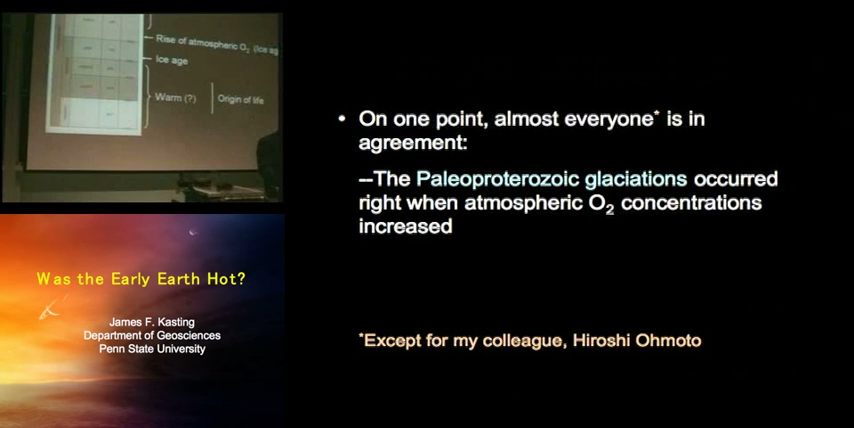 Rise of atmospheric O₂ (Ice ag
Ice age
Warm (?)
Origin of life
Was the Early Earth Hot?
James F. Kasting
Department of Geosciences
Penn State University
• On one point, almost everyone* is in
agreement:
--The Paleoproterozoic glaciations occurred
right when atmospheric O₂ concentrations
increased
*Except for my colleague, Hiroshi Ohmoto